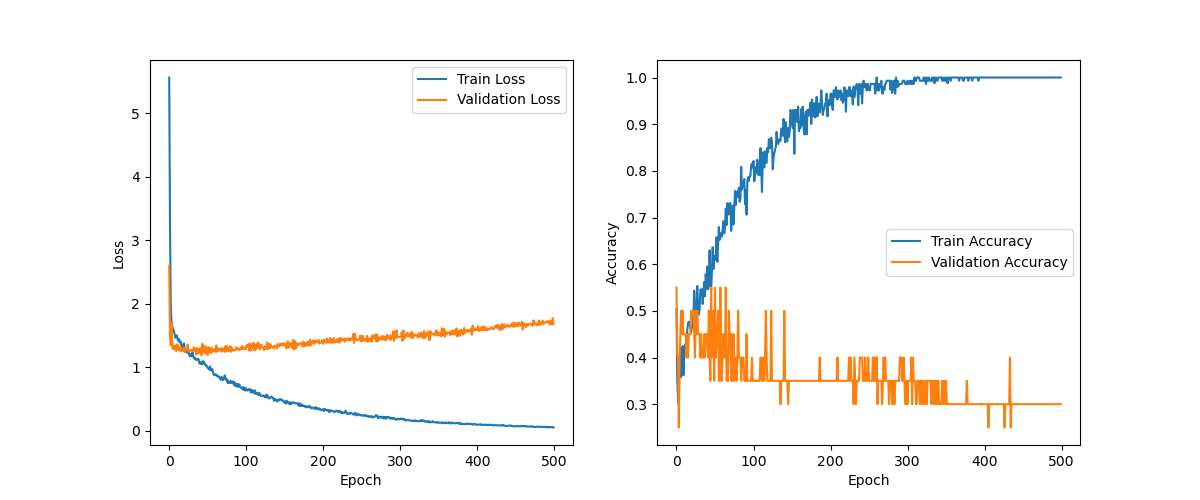 Train Loss
Validation Loss
5
4
3
2
1
0
Loss
0 100 200 300 400 500
Epoch
Train Accuracy
Validation Accuracy
1.0
0.9
0.8
0.7
0.6
0.5
0.4
0.3
Accuracy
0 100 200 300 400 500
Epoch